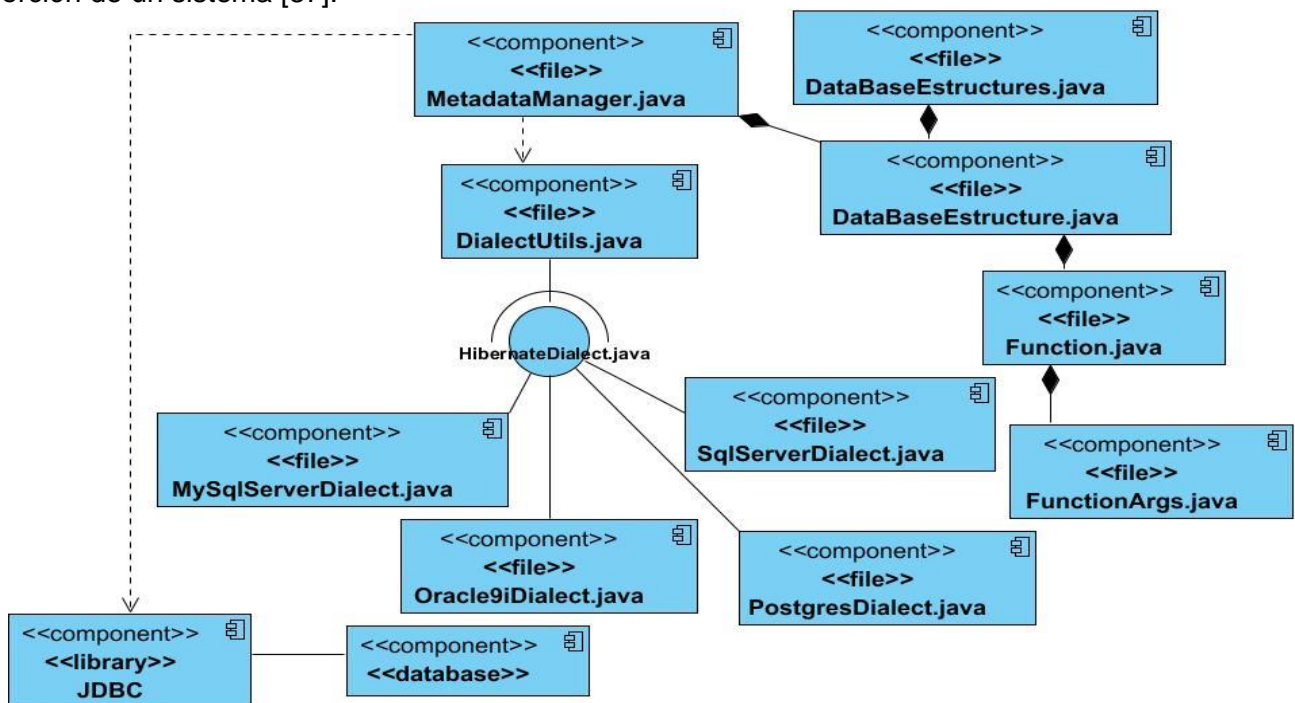 de un sistema [37].
<<component>>
<<file>>
MetadataManager.java
<<component>>
<<file>>
DataBaseEstructures.java
<<component>>
<<file>>
DialectUtils.java
<<component>>
<<file>>
DataBaseEstructure.java
HibernateDialect.java
<<component>>
<<file>>
Function.java
<<component>>
<<file>>
MySqlServerDialect.java
<<component>>
<<file>>
SqlServerDialect.java
<<component>>
<<file>>
FunctionArgs.java
<<component>>
<<file>>
Oracle9iDialect.java
<<component>>
<<file>>
PostgresDialect.java
<<component>>
<<library>>
JDBC
<<component>>
<<database>>